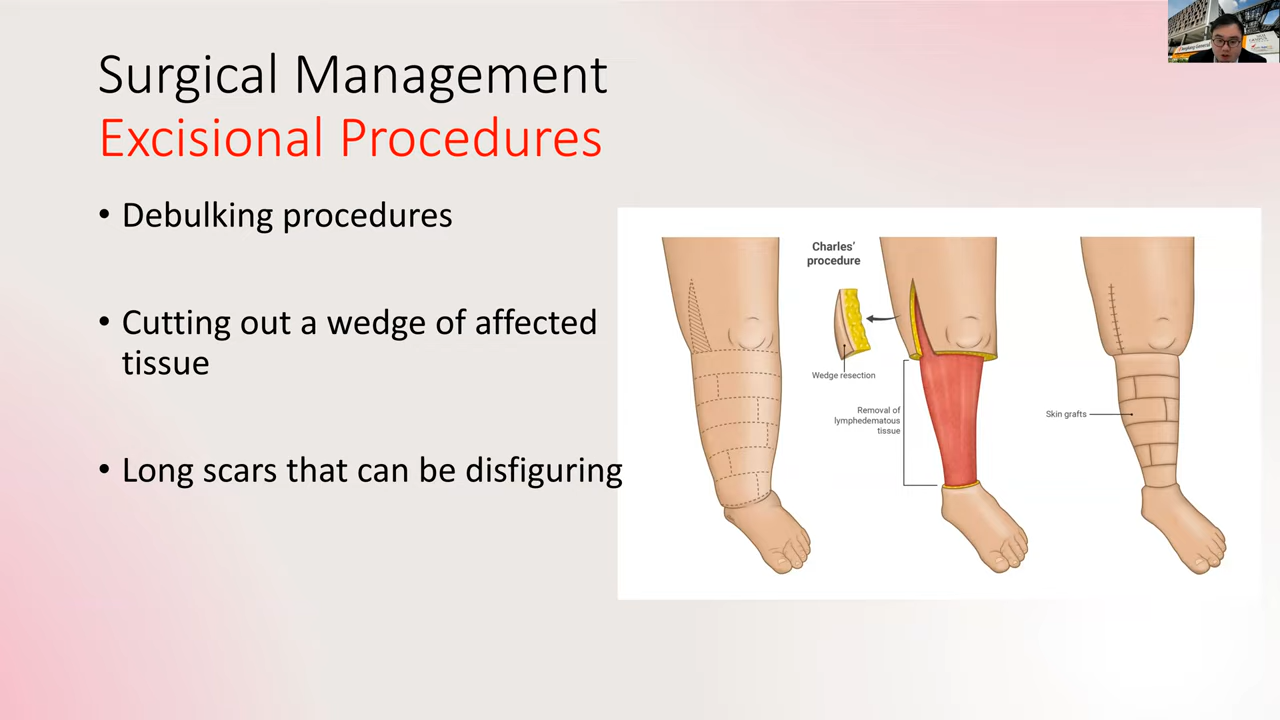 Surgical Management
Excisional Procedures
• Debulking procedures
• Cutting out a wedge of affected
tissue
• Long scars that can be disfiguring
Charles'
procedure
Wedge resection
Removal of
lymphedematous
tissue
Skin grafts